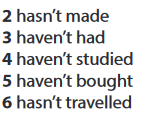 2 hasn't made
3 haven't had
4 haven't studied
5 haven't bought
6 hasn't travelled